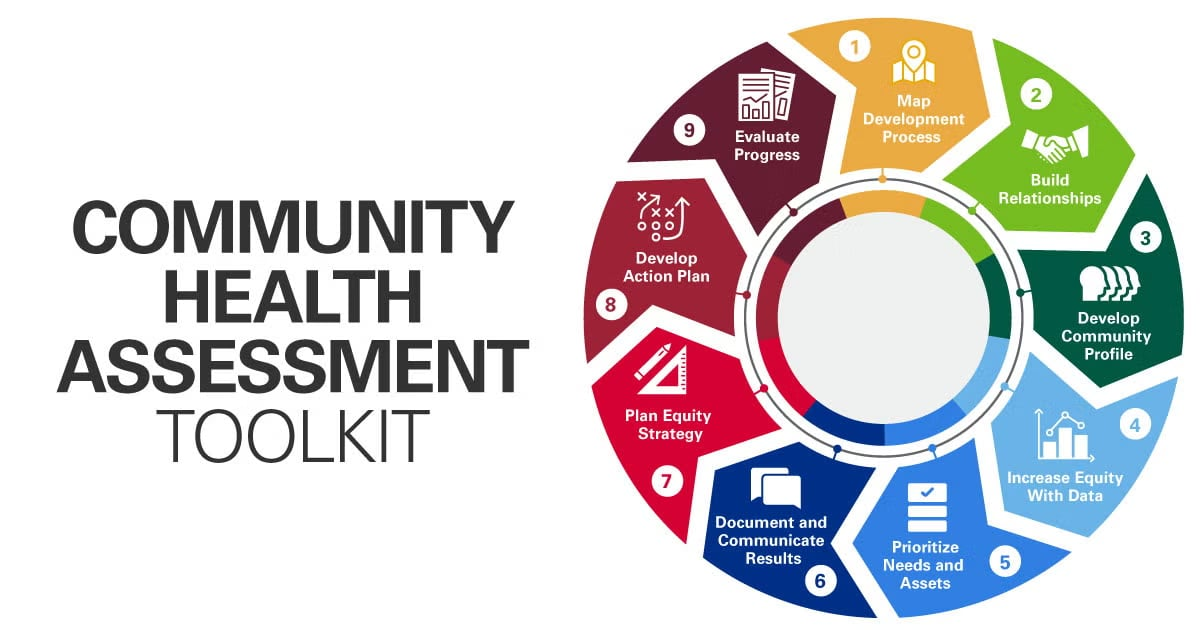 COMMUNITY
HEALTH
ASSESSMENT
TOOLKIT
1
Map
Development
Process
2
Build
Relationships
3
Develop
Community
Profile
4
Increase Equity
With Data
5
Prioritize
Needs and
Assets
6
Document and
Communicate
Results
7
Plan Equity
Strategy
8
Develop
Action Plan
9
Evaluate
Progress